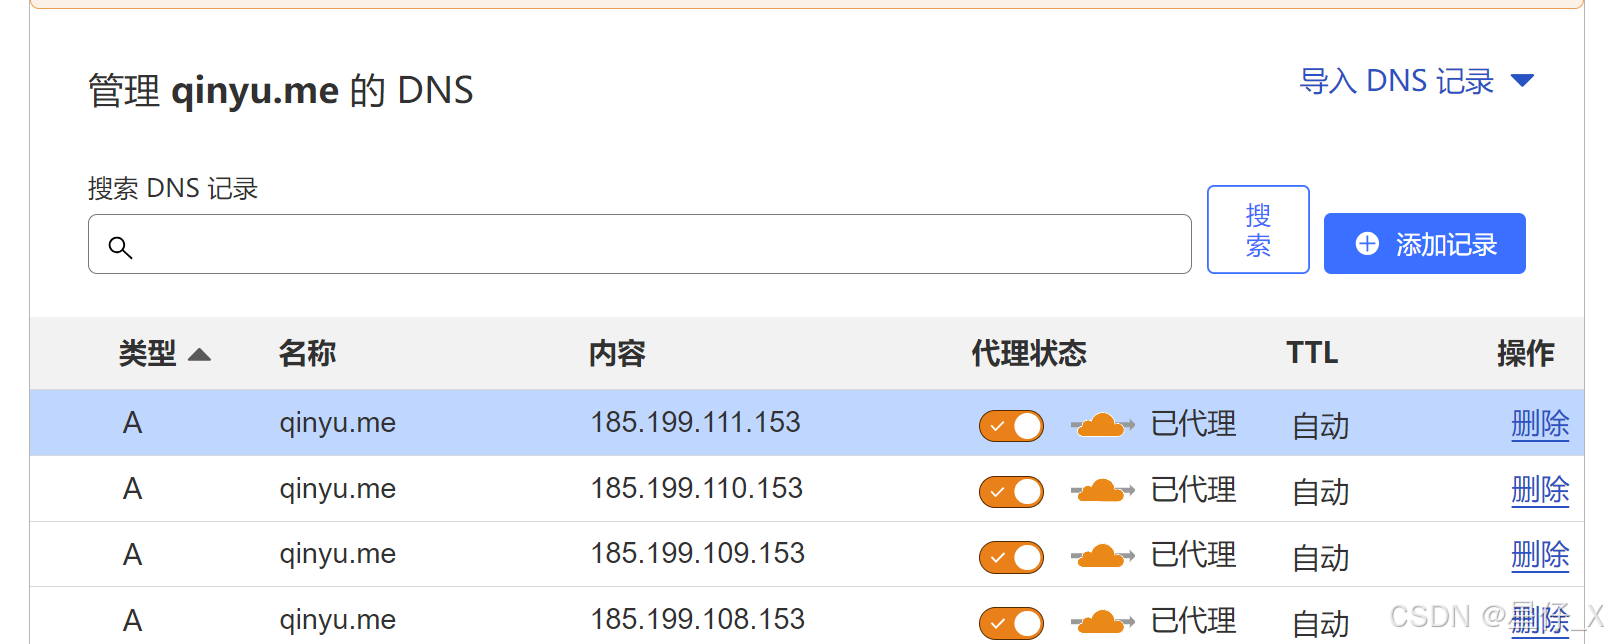 管理 qinyu.me 的 DNS
导入 DNS 记录
搜索 DNS 记录
搜索
添加记录
类型 名称 内容 代理状态 TTL 操作
A qinyu.me 185.199.111.153 已代理 自动 删除
A qinyu.me 185.199.110.153 已代理 自动 删除
A qinyu.me 185.199.109.153 已代理 自动 删除
A qinyu.me 185.199.108.153 已代理 自动 删除
CSDN